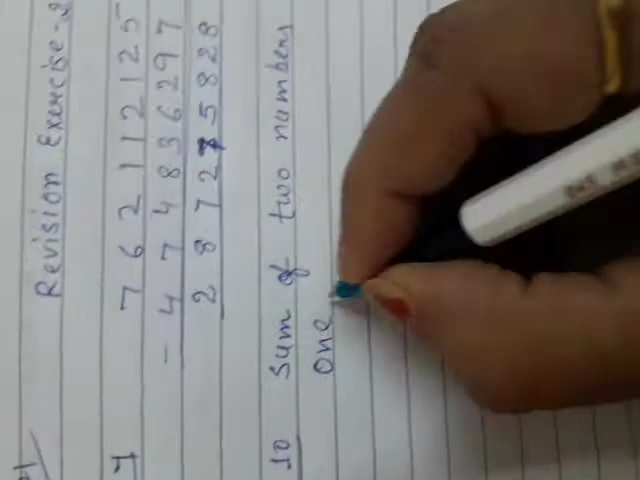 Revision Exercise-2
7 6 2 1 1 2 1 2 5
- 4 7 4 8 3 6 2 9 7
2 8 7 2 7 5 8 2 8
10 Sum of two numbers
one